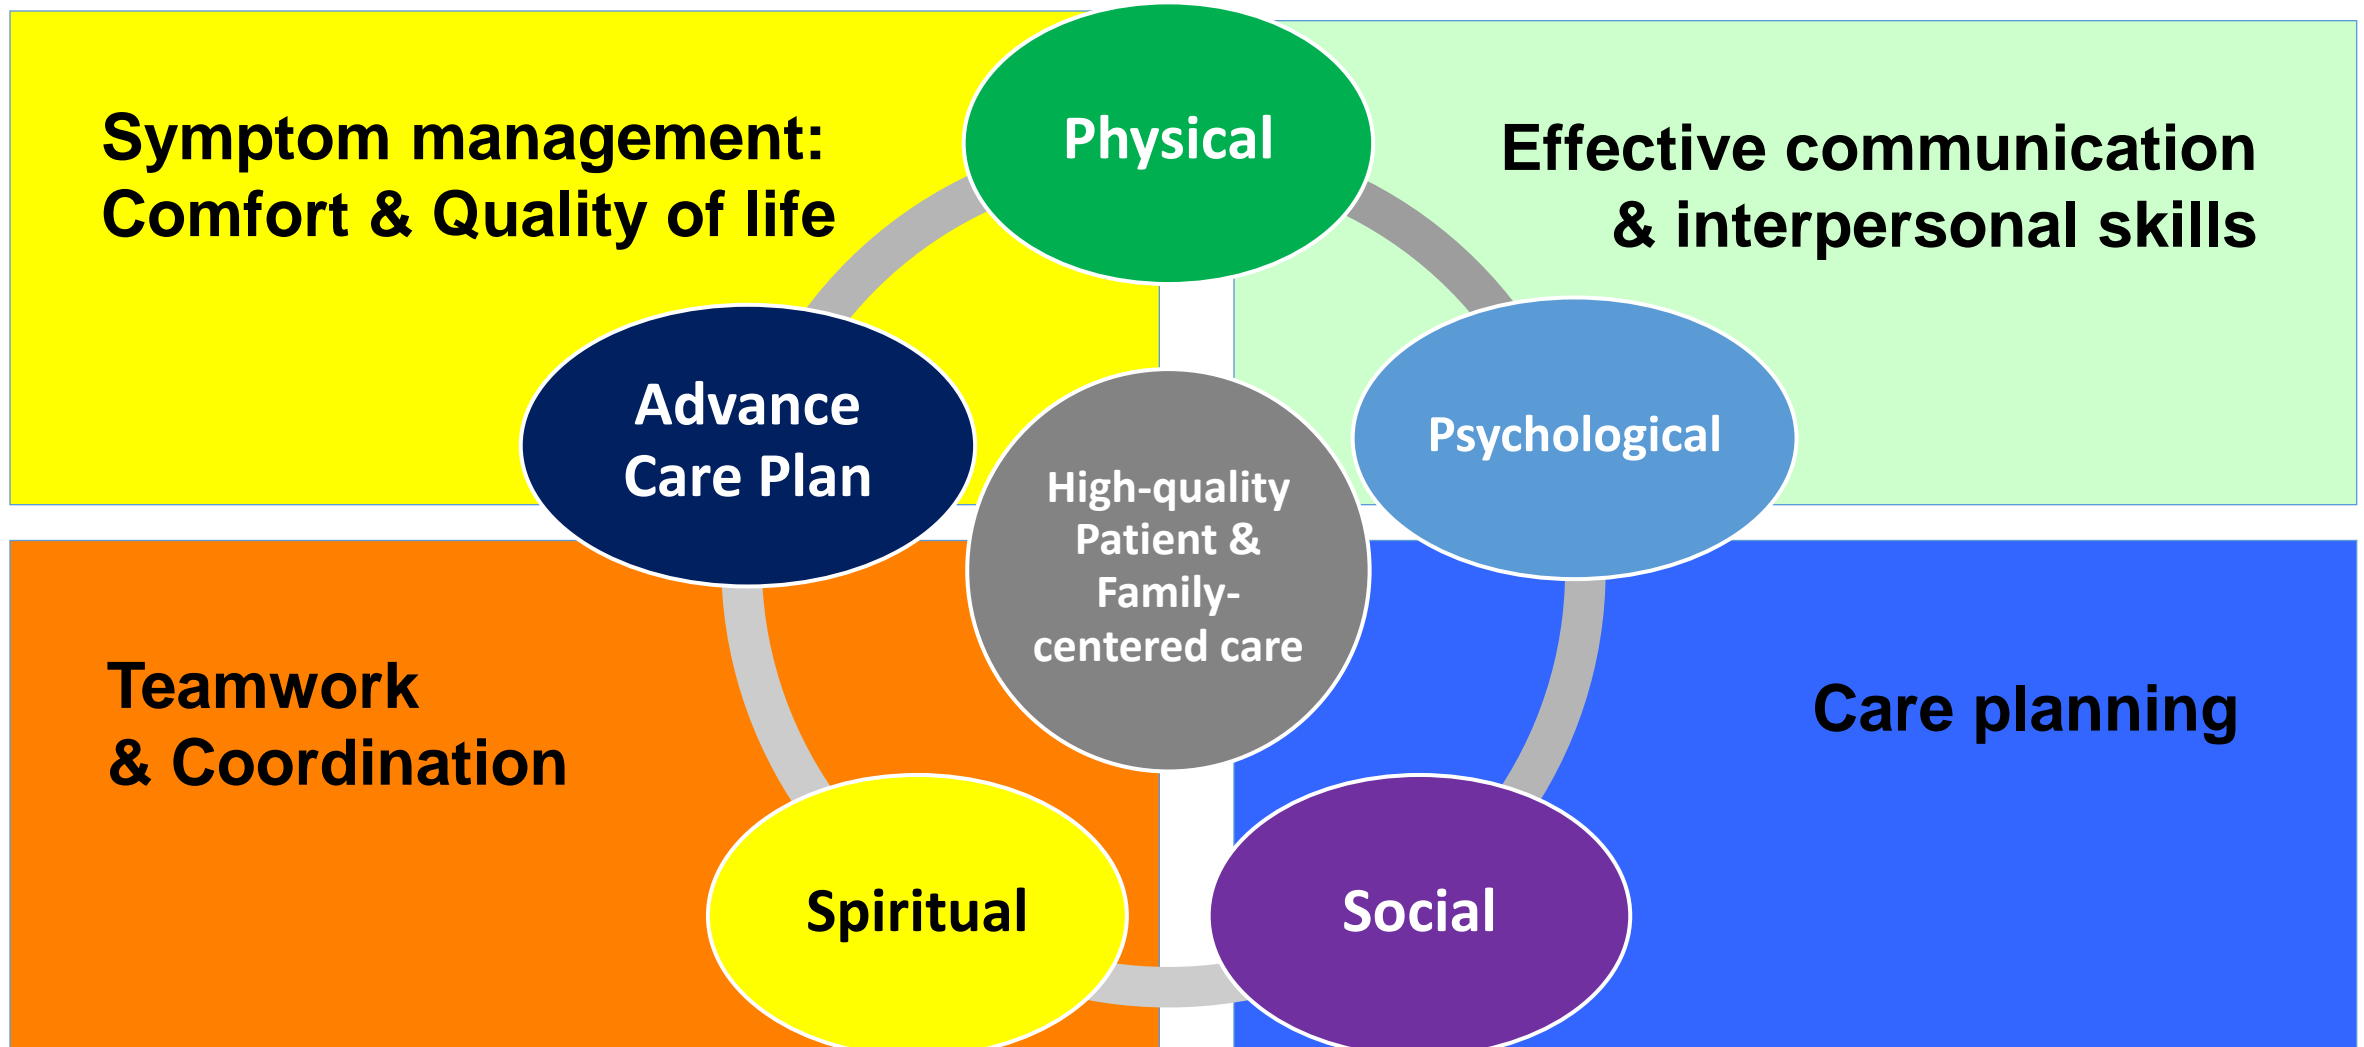 Symptom management:
Comfort & Quality of life
Physical
Effective communication
& interpersonal skills
Advance
Care Plan
Psychological
High-quality
Patient &
Family-
centered care
Teamwork
& Coordination
Care planning
Spiritual
Social